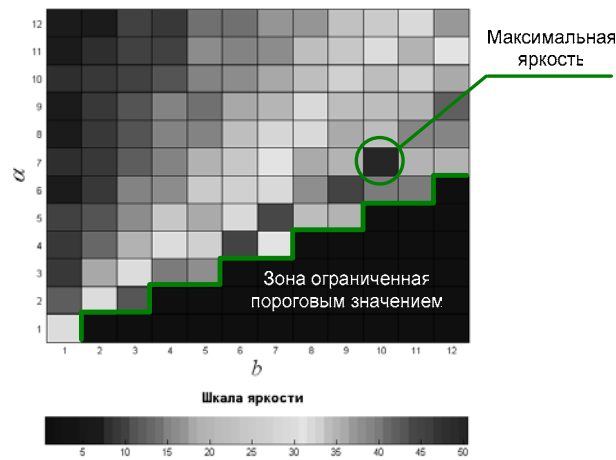 Максимальная
яркость
12
11
10
9
8
7
6
5
4
3
2
1
α
Зона ограниченная
пороговым значением
1 2 3 4 5 6 7 8 9 10 11 12
b
Шкала яркости
5 10 15 20 25 30 35 40 45 50